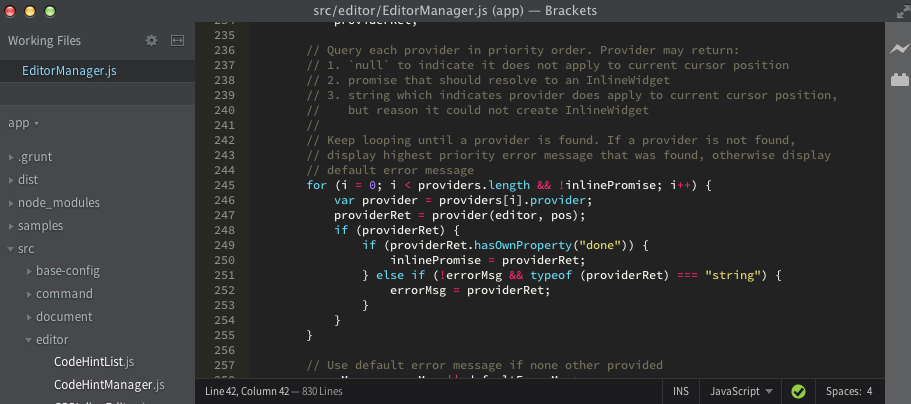 src/editor/EditorManager.js (app) — Brackets
Working Files
EditorManager.js
app
.grunt
dist
node_modules
samples
src
base-config
command
document
editor
CodeHintList.js
CodeHintManager.js
234 providerRet;
235
236 // Query each provider in priority order. Provider may return:
237 // 1. `null` to indicate it does not apply to current cursor position
238 // 2. promise that should resolve to an InlineWidget
239 // 3. string which indicates provider does apply to current cursor position,
240 //    but reason it could not create InlineWidget
241 //
242 // Keep looping until a provider is found. If a provider is not found,
243 // display highest priority error message that was found, otherwise display
244 // default error message
245 for (i = 0; i < providers.length && !inlinePromise; i++) {
246     var provider = providers[i].provider;
247     providerRet = provider(editor, pos);
248     if (providerRet) {
249         if (providerRet.hasOwnProperty("done")) {
250             inlinePromise = providerRet;
251         } else if (!errorMsg && typeof (providerRet) === "string") {
252             errorMsg = providerRet;
253         }
254     }
255 }
256
257 // Use default error message if none other provided
Line 42, Column 42 — 830 Lines
INS
JavaScript
Spaces: 4